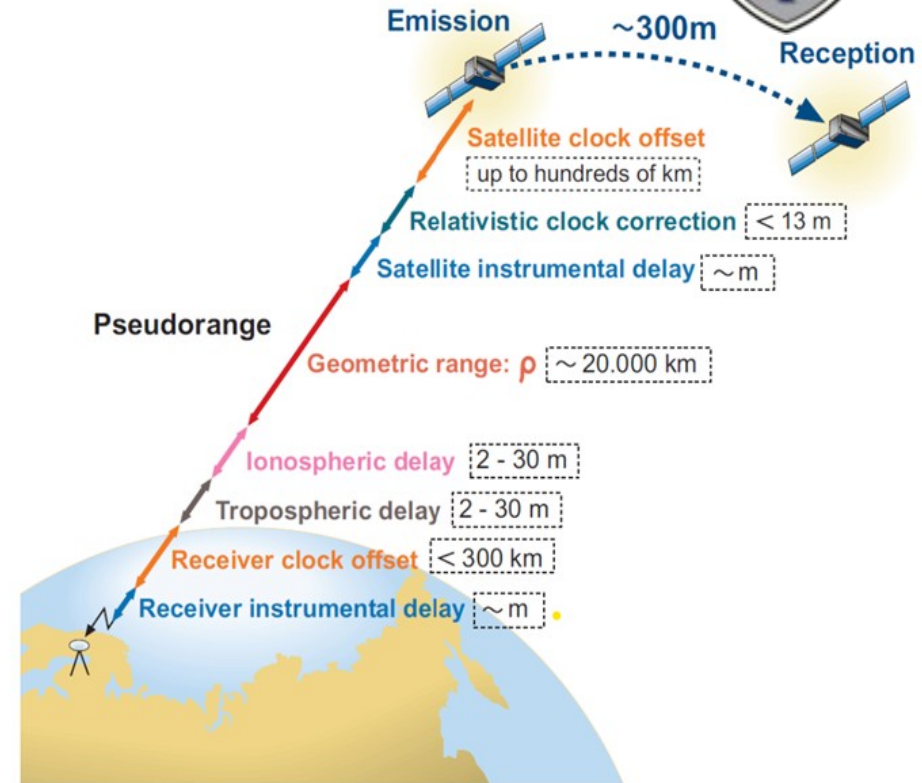 Emission
~300m
Reception
Satellite clock offset
up to hundreds of km
Relativistic clock correction < 13 m
Satellite instrumental delay ~ m
Pseudorange
Geometric range: ρ ~ 20.000 km
Ionospheric delay 2 - 30 m
Tropospheric delay 2 - 30 m
Receiver clock offset < 300 km
Receiver instrumental delay ~ m